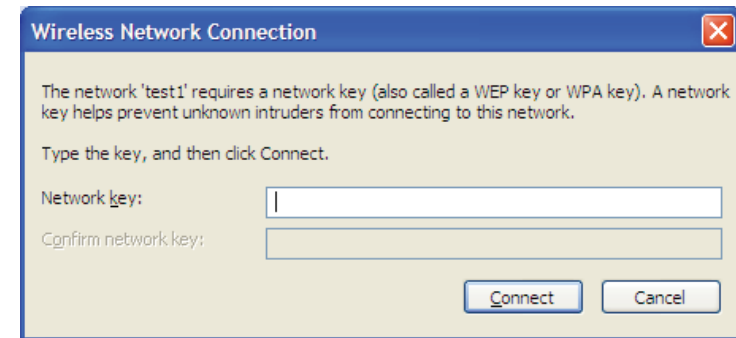 Wireless Network Connection
The network 'test1' requires a network key (also called a WEP key or WPA key). A network
key helps prevent unknown intruders from connecting to this network.
Type the key, and then click Connect.
Network key:
Confirm network key:
Connect Cancel